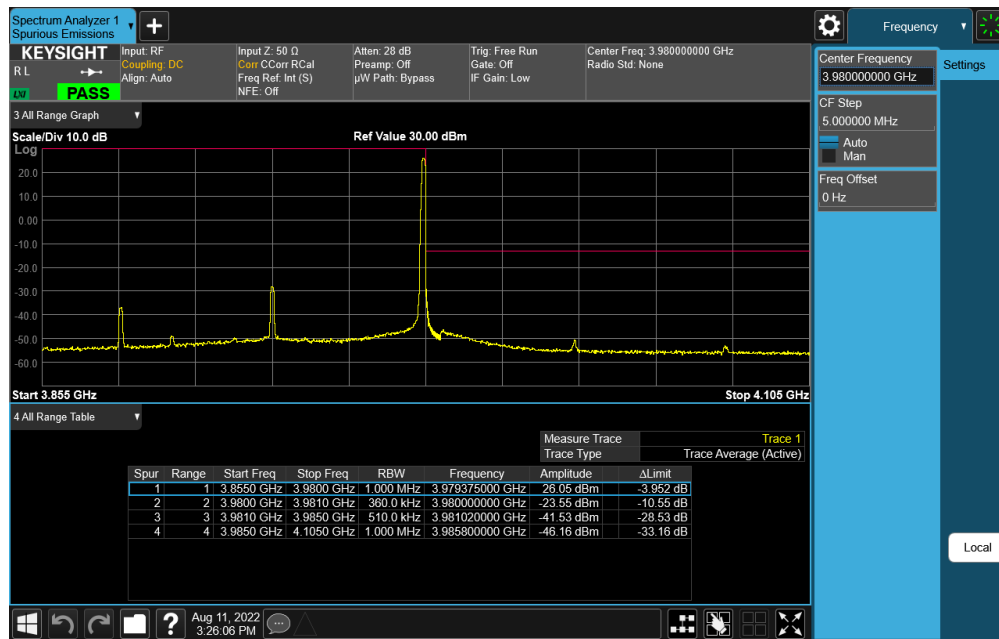 Spectrum Analyzer 1
Spurious Emissions
Frequency
KEYSIGHT
R L
LXI
PASS
Input: RF
Coupling: DC
Align: Auto
Input Z: 50 Ω
Corr CCorr RCal
Freq Ref: Int (S)
NFE: Off
Atten: 28 dB
Preamp: Off
µW Path: Bypass
Trig: Free Run
Gate: Off
IF Gain: Low
Center Freq: 3.980000000 GHz
Radio Std: None
Center Frequency
3.980000000 GHz
Settings
CF Step
5.000000 MHz
Auto
Man
Freq Offset
0 Hz
3 All Range Graph
Scale/Div 10.0 dB
Ref Value 30.00 dBm
Log
20.0
10.0
0.00
-10.0
-20.0
-30.0
-40.0
-50.0
-60.0
Start 3.855 GHz
Stop 4.105 GHz
4 All Range Table
Measure Trace Trace 1
Trace Type Trace Average (Active)
Spur Range Start Freq Stop Freq RBW Frequency Amplitude ΔLimit
1 1 3.8550 GHz 3.9800 GHz 1.000 MHz 3.979375000 GHz 26.05 dBm -3.952 dB
2 2 3.9800 GHz 3.9810 GHz 360.0 kHz 3.980000000 GHz -23.55 dBm -10.55 dB
3 3 3.9810 GHz 3.9850 GHz 510.0 kHz 3.981020000 GHz -41.53 dBm -28.53 dB
4 4 3.9850 GHz 4.1050 GHz 1.000 MHz 3.985800000 GHz -46.16 dBm -33.16 dB
Local
Aug 11, 2022
3:26:06 PM